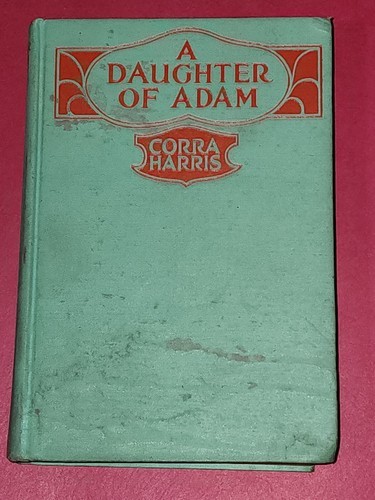 A
DAUGHTER
OF ADAM
CORRA
HARRIS